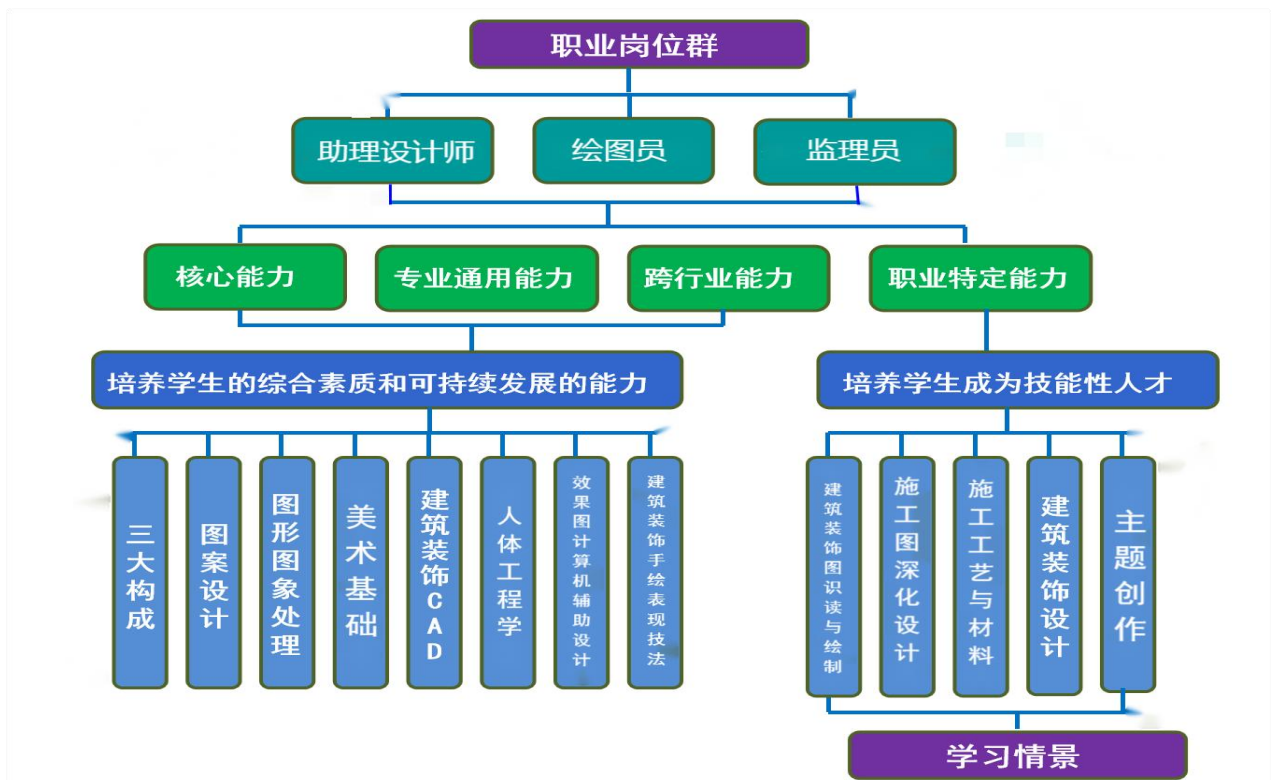 职业岗位群
助理设计师
绘图员
监理员
核心能力
专业通用能力
跨行业能力
职业特定能力
培养学生的综合素质和可持续发展的能力
培养学生成为技能性人才
三大构成
图案设计
图形图象处理
美术基础
建筑装饰CAD
人体工程学
效果图计算机辅助设计
建筑装饰手绘表现技法
建筑装饰图识读与绘制
施工图深化设计
施工工艺与材料
建筑装饰设计
主题创作
学习情景